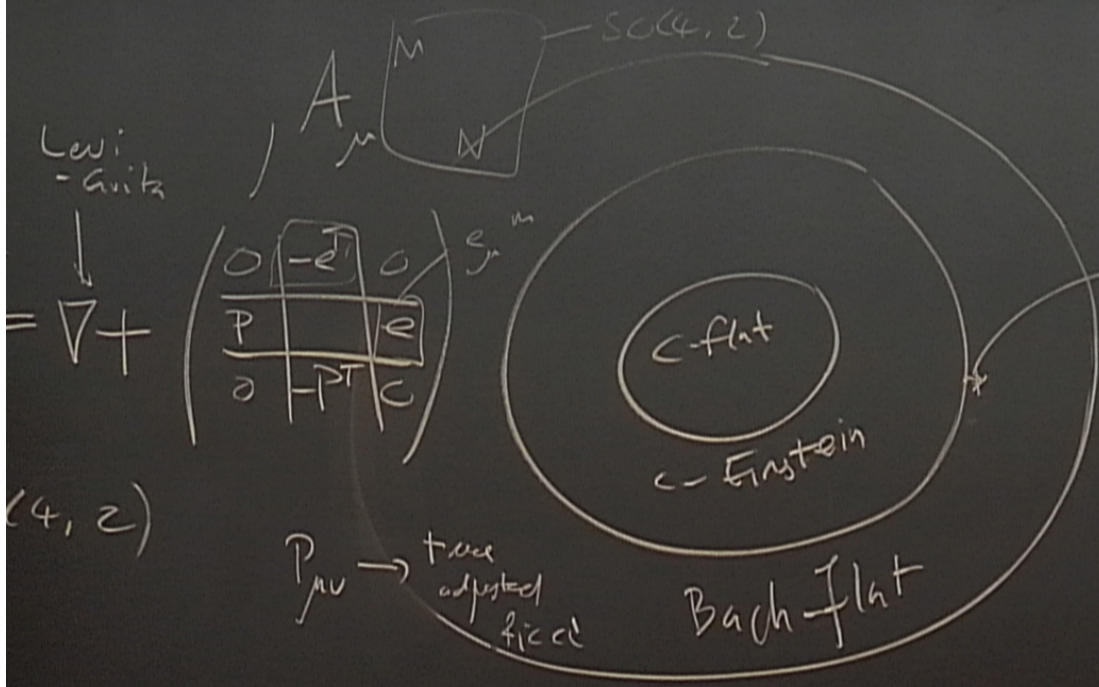 SO(4,2)
, A_μ M N
Levi
-Civita
e_μ^m
0 -e^T 0
= ∇ + P e
0 -P^T 0
C-flat
C-Einstein
(4, 2)
P_μν → trace
adjusted
Ricci
Bach-flat